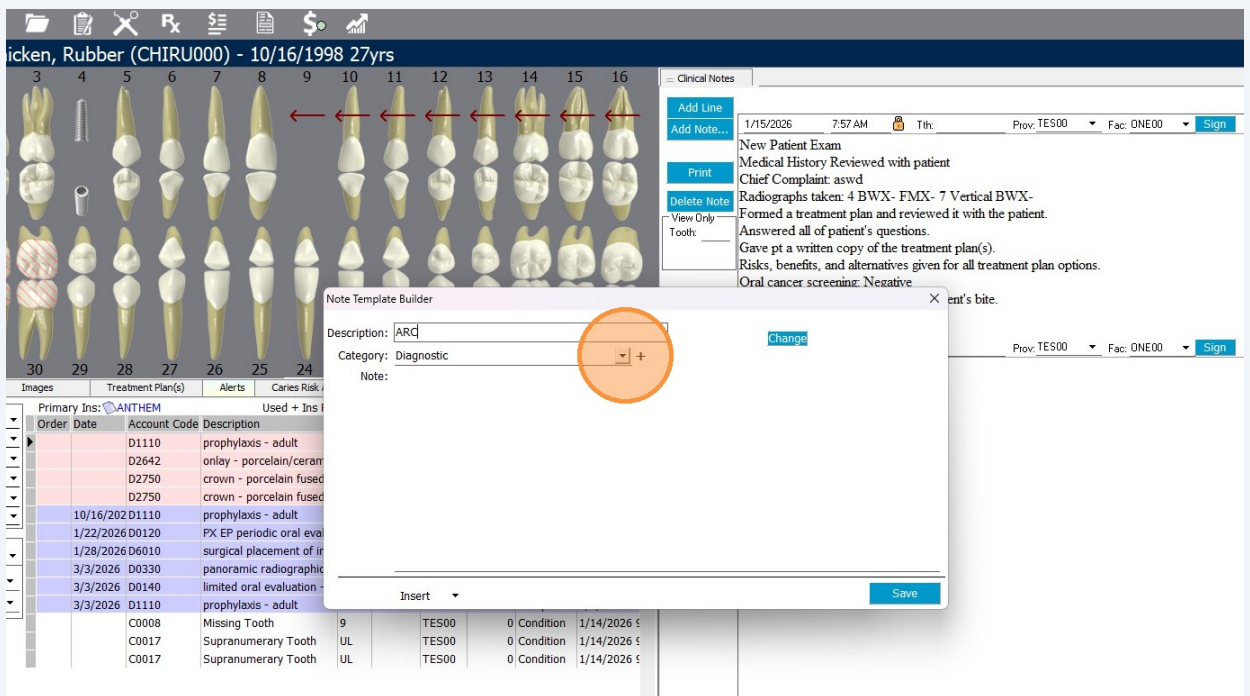 icken, Rubber (CHIRU000) - 10/16/1998 27yrs
3 4 5 6 7 8 9 10 11 12 13 14 15 16
30 29 28 27 26 25 24
Images Treatment Plan(s) Alerts Caries Risk
Primary Ins: ANTHEM Used + Ins
Order Date Account Code Description
D1110 prophylaxis - adult
D2642 onlay - porcelain/ceram
D2750 crown - porcelain fused
D2750 crown - porcelain fused
10/16/202 D1110 prophylaxis - adult
1/22/2026 D0120 PX EP periodic oral eval
1/28/2026 D6010 surgical placement of
3/3/2026 D0330 panoramic radiographic
3/3/2026 D0140 limited oral evaluation -
3/3/2026 D1110 prophylaxis - adult
C0008 Missing Tooth 9 TES00 0 Condition 1/14/2026 9
C0017 Supranumerary Tooth UL TES00 0 Condition 1/14/2026 9
C0017 Supranumerary Tooth UL TES00 0 Condition 1/14/2026 9
Clinical Notes
Add Line
Add Note...
Print
Delete Note
View Only
Tooth:
1/15/2026 7:57 AM Tth: Prov: TES00 Fac: ONE00 Sign
New Patient Exam
Medical History Reviewed with patient
Chief Complaint: aswd
Radiographs taken: 4 BWX- FMX- 7 Vertical BWX-
Formed a treatment plan and reviewed it with the patient.
Answered all of patient's questions.
Gave pt a written copy of the treatment plan(s).
Risks, benefits, and alternatives given for all treatment plan options.
Oral cancer screening: Negative
ent's bite.
Prov: TES00 Fac: ONE00 Sign
Note Template Builder
Description: ARC
Change
Category: Diagnostic
Note:
Insert
Save